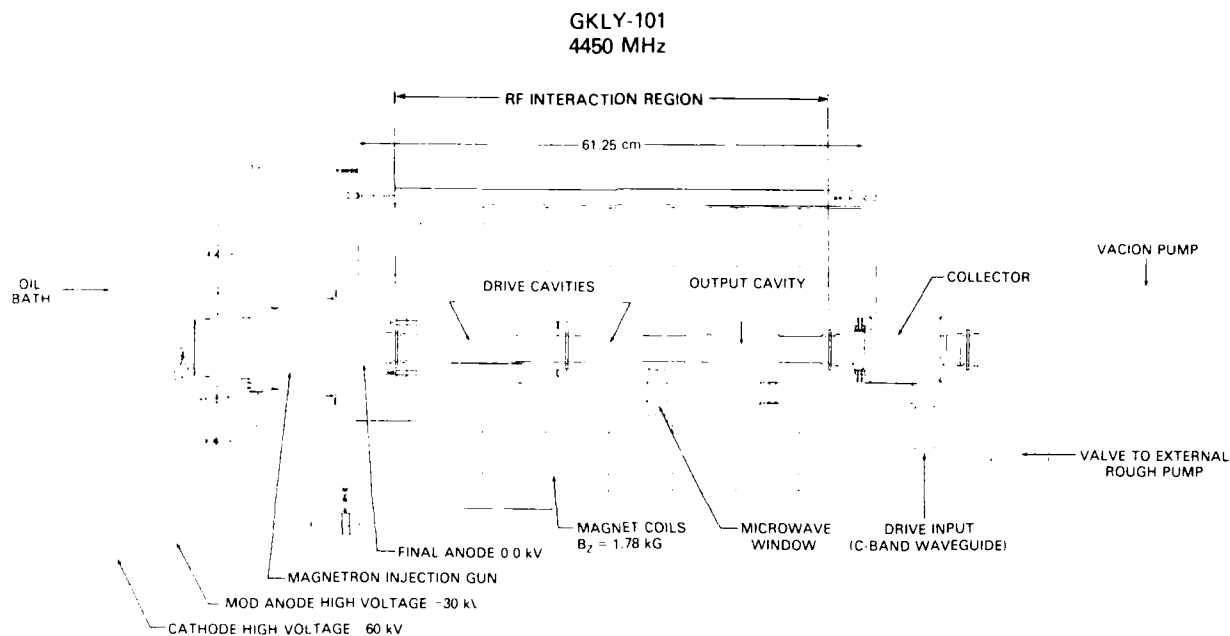 GKLY-101
4450 MHz
RF INTERACTION REGION
61.25 cm
VACION PUMP
OIL
BATH
DRIVE CAVITIES
OUTPUT CAVITY
COLLECTOR
VALVE TO EXTERNAL
ROUGH PUMP
MAGNET COILS
BZ = 1.78 kG
MICROWAVE
WINDOW
DRIVE INPUT
(C-BAND WAVEGUIDE)
FINAL ANODE 0.0 kV
MAGNETRON INJECTION GUN
MOD ANODE HIGH VOLTAGE -30 k
CATHODE HIGH VOLTAGE 60 kV